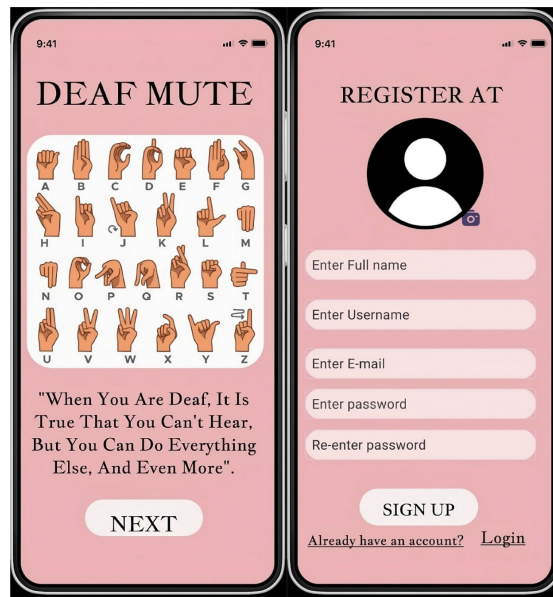 9:41
DEAF MUTE
A B C D E F G
H I J K L M
N O P Q R S T
U V W X Y Z
"When You Are Deaf, It Is
True That You Can't Hear,
But You Can Do Everything
Else, And Even More".
NEXT
9:41
REGISTER AT
Enter Full name
Enter Username
Enter E-mail
Enter password
Re-enter password
SIGN UP
Already have an account? Login